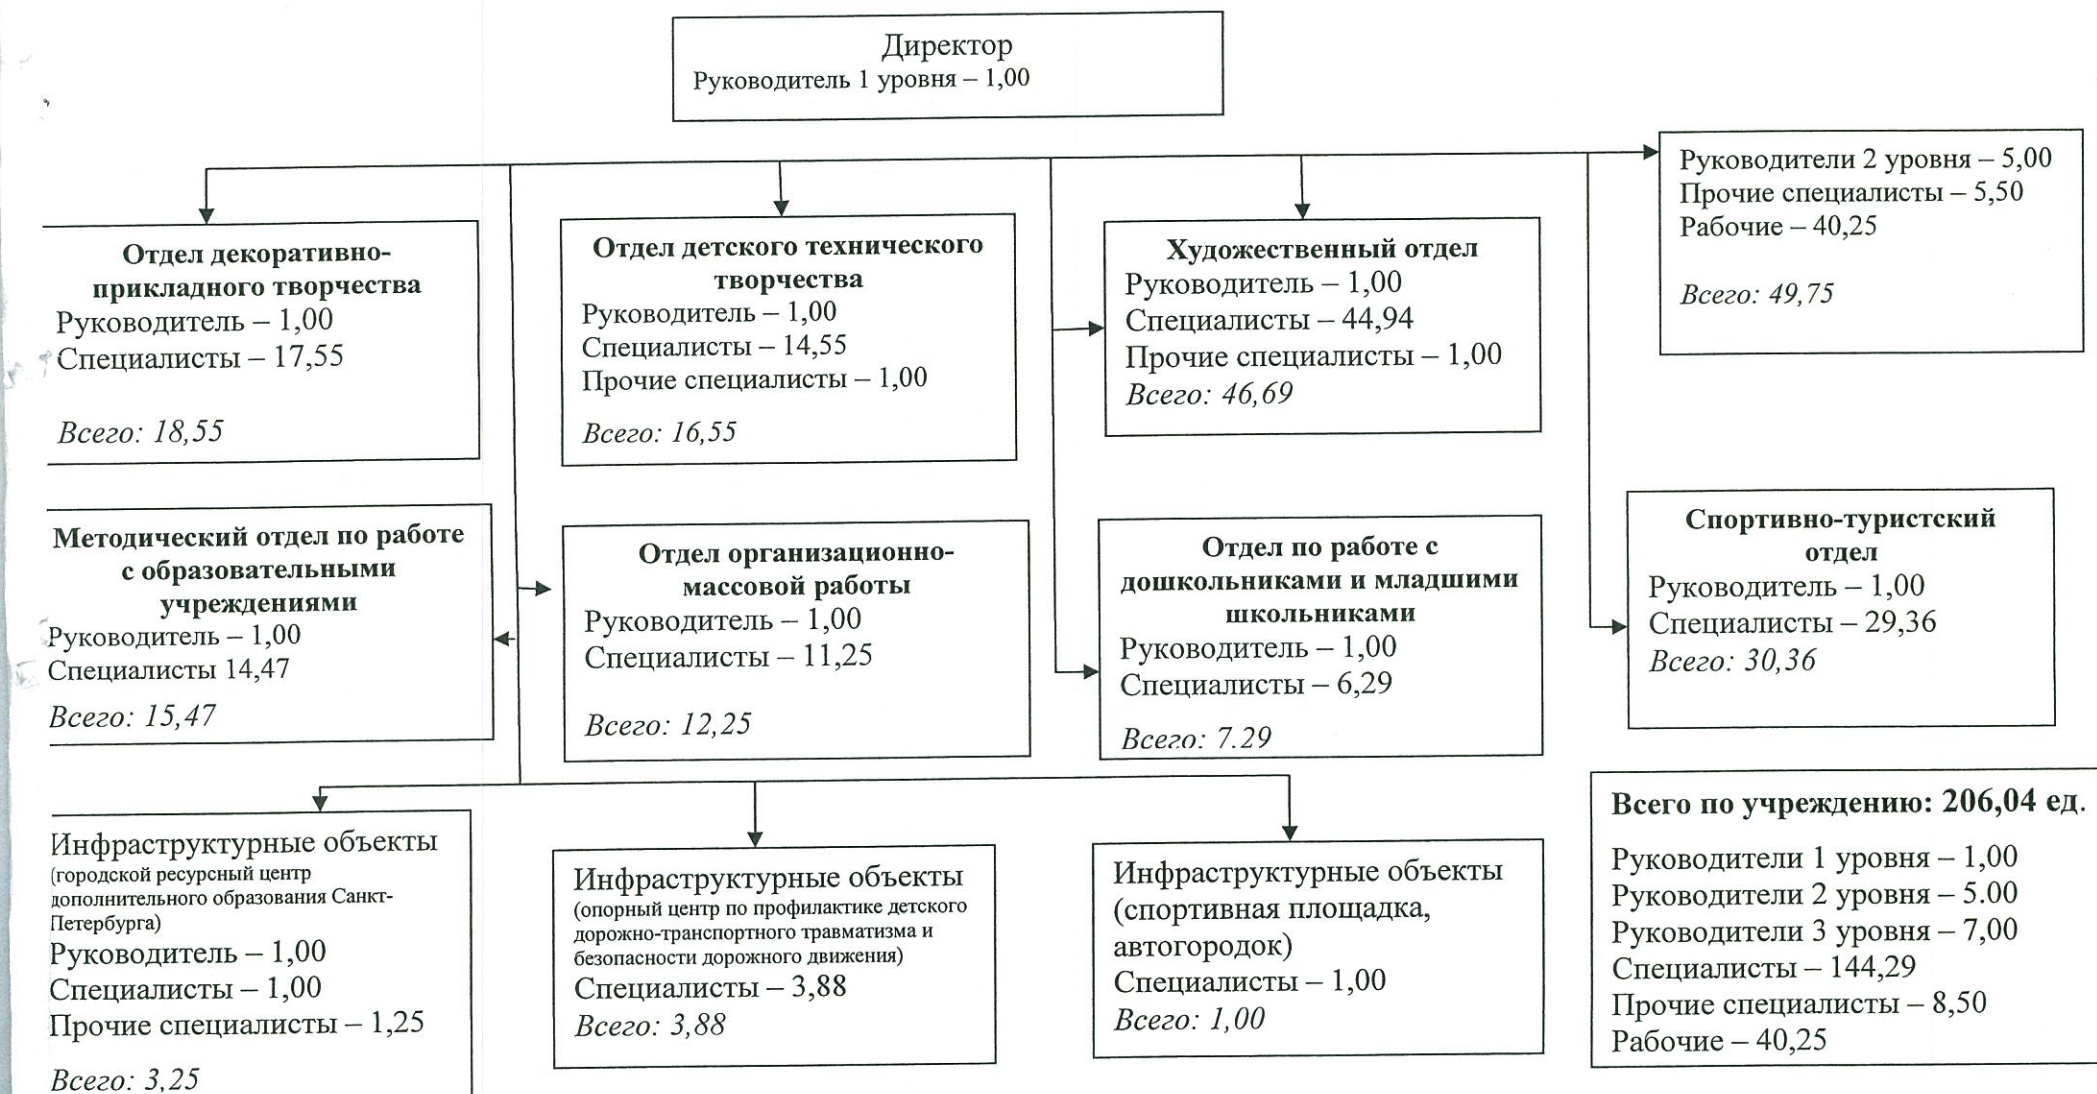 Директор
Руководитель 1 уровня – 1,00
Руководители 2 уровня – 5,00
Прочие специалисты – 5,50
Рабочие – 40,25
Всего: 49,75
Отдел декоративно-
прикладного творчества
Руководитель – 1,00
Специалисты – 17,55
Всего: 18,55
Отдел детского технического
творчества
Руководитель – 1,00
Специалисты – 14,55
Прочие специалисты – 1,00
Всего: 16,55
Художественный отдел
Руководитель – 1,00
Специалисты – 44,94
Прочие специалисты – 1,00
Всего: 46,69
Методический отдел по работе
с образовательными
учреждениями
Руководитель – 1,00
Специалисты 14,47
Всего: 15,47
Отдел организационно-
массовой работы
Руководитель – 1,00
Специалисты – 11,25
Всего: 12,25
Отдел по работе с
дошкольниками и младшими
школьниками
Руководитель – 1,00
Специалисты – 6,29
Всего: 7.29
Спортивно-туристский
отдел
Руководитель – 1,00
Специалисты – 29,36
Всего: 30,36
Инфраструктурные объекты
(городской ресурсный центр
дополнительного образования Санкт-
Петербурга)
Руководитель – 1,00
Специалисты – 1,00
Прочие специалисты – 1,25
Всего: 3,25
Инфраструктурные объекты
(опорный центр по профилактике детского
дорожно-транспортного травматизма и
безопасности дорожного движения)
Специалисты – 3,88
Всего: 3,88
Инфраструктурные объекты
(спортивная площадка,
автогородок)
Специалисты – 1,00
Всего: 1,00
Всего по учреждению: 206,04 ед.
Руководители 1 уровня – 1,00
Руководители 2 уровня – 5.00
Руководители 3 уровня – 7,00
Специалисты – 144,29
Прочие специалисты – 8,50
Рабочие – 40,25